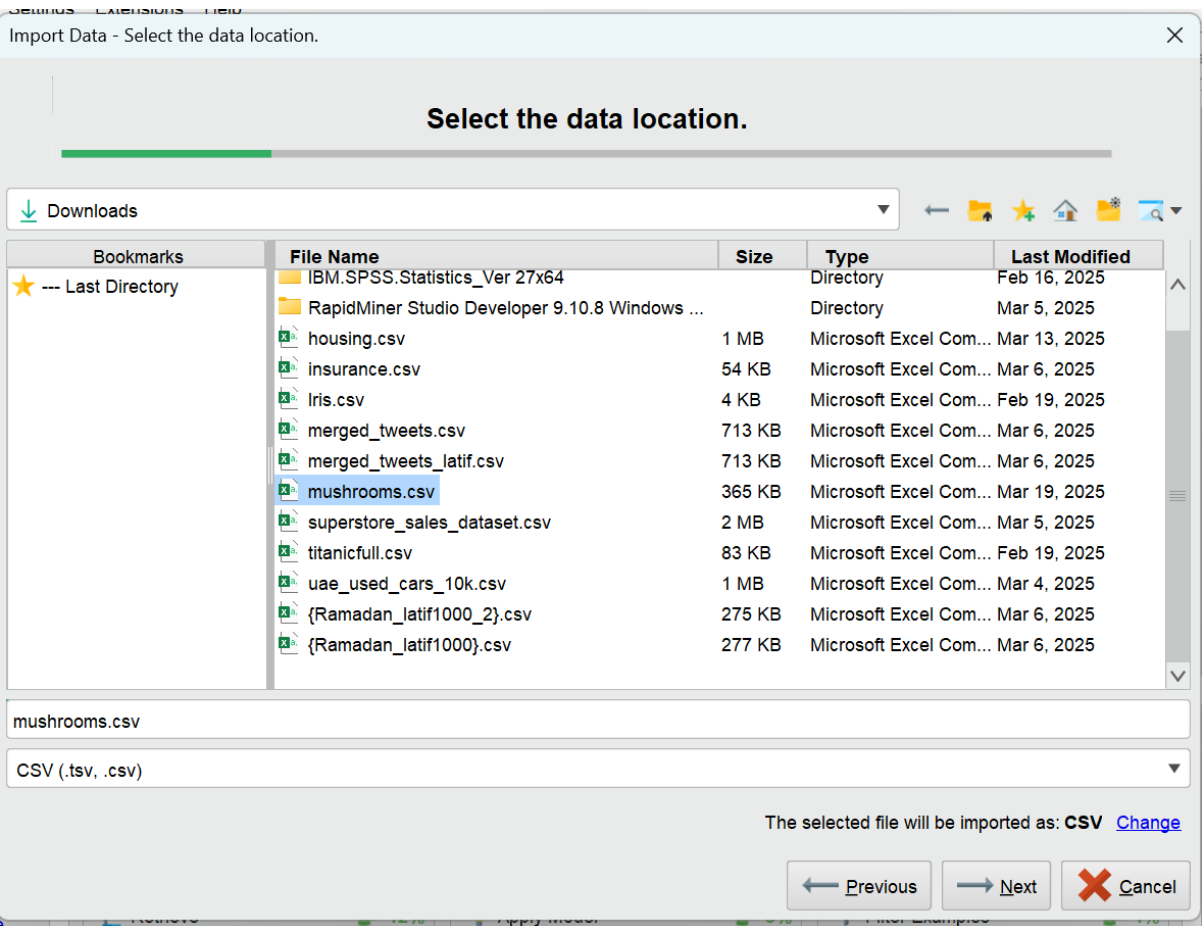 Settings Extensions Help
Import Data - Select the data location.
Select the data location.
Downloads
Bookmarks
File Name Size Type Last Modified
--- Last Directory
IBM.SPSS.Statistics_Ver 27x64 Directory Feb 16, 2025
RapidMiner Studio Developer 9.10.8 Windows ... Directory Mar 5, 2025
housing.csv 1 MB Microsoft Excel Com... Mar 13, 2025
insurance.csv 54 KB Microsoft Excel Com... Mar 6, 2025
Iris.csv 4 KB Microsoft Excel Com... Feb 19, 2025
merged_tweets.csv 713 KB Microsoft Excel Com... Mar 6, 2025
merged_tweets_latif.csv 713 KB Microsoft Excel Com... Mar 6, 2025
mushrooms.csv 365 KB Microsoft Excel Com... Mar 19, 2025
superstore_sales_dataset.csv 2 MB Microsoft Excel Com... Mar 5, 2025
titanicfull.csv 83 KB Microsoft Excel Com... Feb 19, 2025
uae_used_cars_10k.csv 1 MB Microsoft Excel Com... Mar 4, 2025
{Ramadan_latif1000_2}.csv 275 KB Microsoft Excel Com... Mar 6, 2025
{Ramadan_latif1000}.csv 277 KB Microsoft Excel Com... Mar 6, 2025
mushrooms.csv
CSV (.tsv, .csv)
The selected file will be imported as: CSV Change
Previous Next Cancel
Retrieve Apply Model Filter Examples